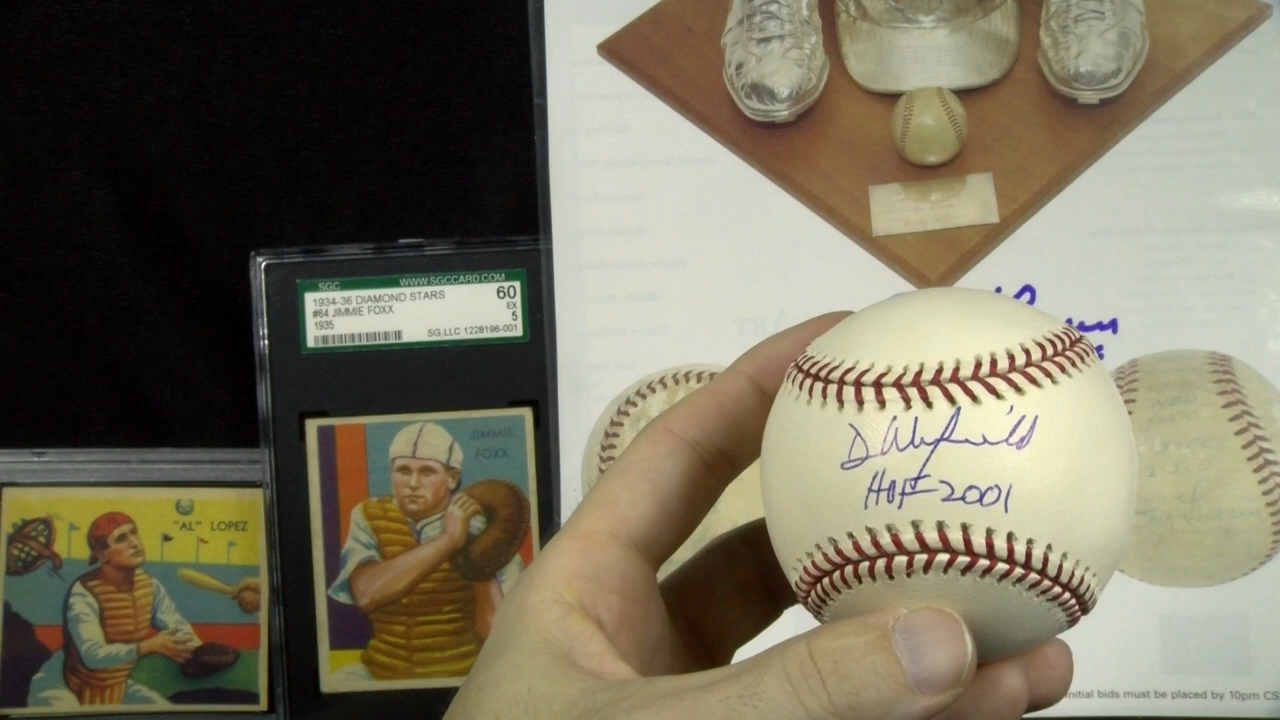 SGC WWW.SGCCARD.COM
1934-36 DIAMOND STARS 60
#64 JIMMIE FOXX EX
1935 5
SG,LLC 1228196-001
JIMMIE
FOXX
"AL" LOPEZ
D Winfield
HOF 2001
initial bids must be placed by 10pm CS